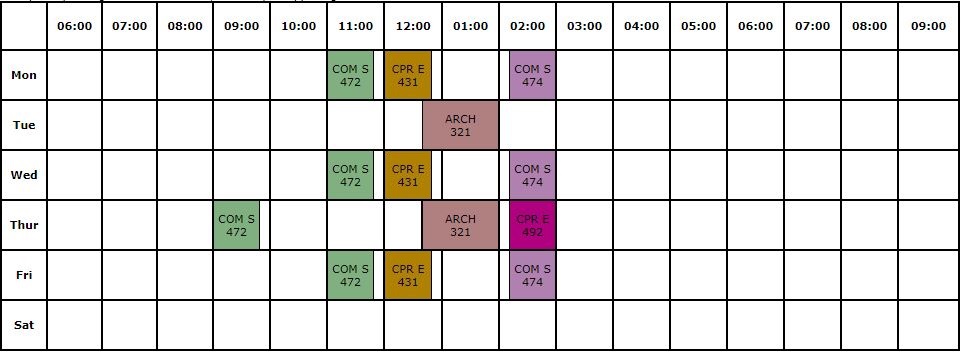 06:00 07:00 08:00 09:00 10:00 11:00 12:00 01:00 02:00 03:00 04:00 05:00 06:00 07:00 08:00 09:00
Mon
COM S
472
CPR E
431
COM S
474
Tue
ARCH
321
Wed
COM S
472
CPR E
431
COM S
474
Thur
COM S
472
ARCH
321
CPR E
492
Fri
COM S
472
CPR E
431
COM S
474
Sat